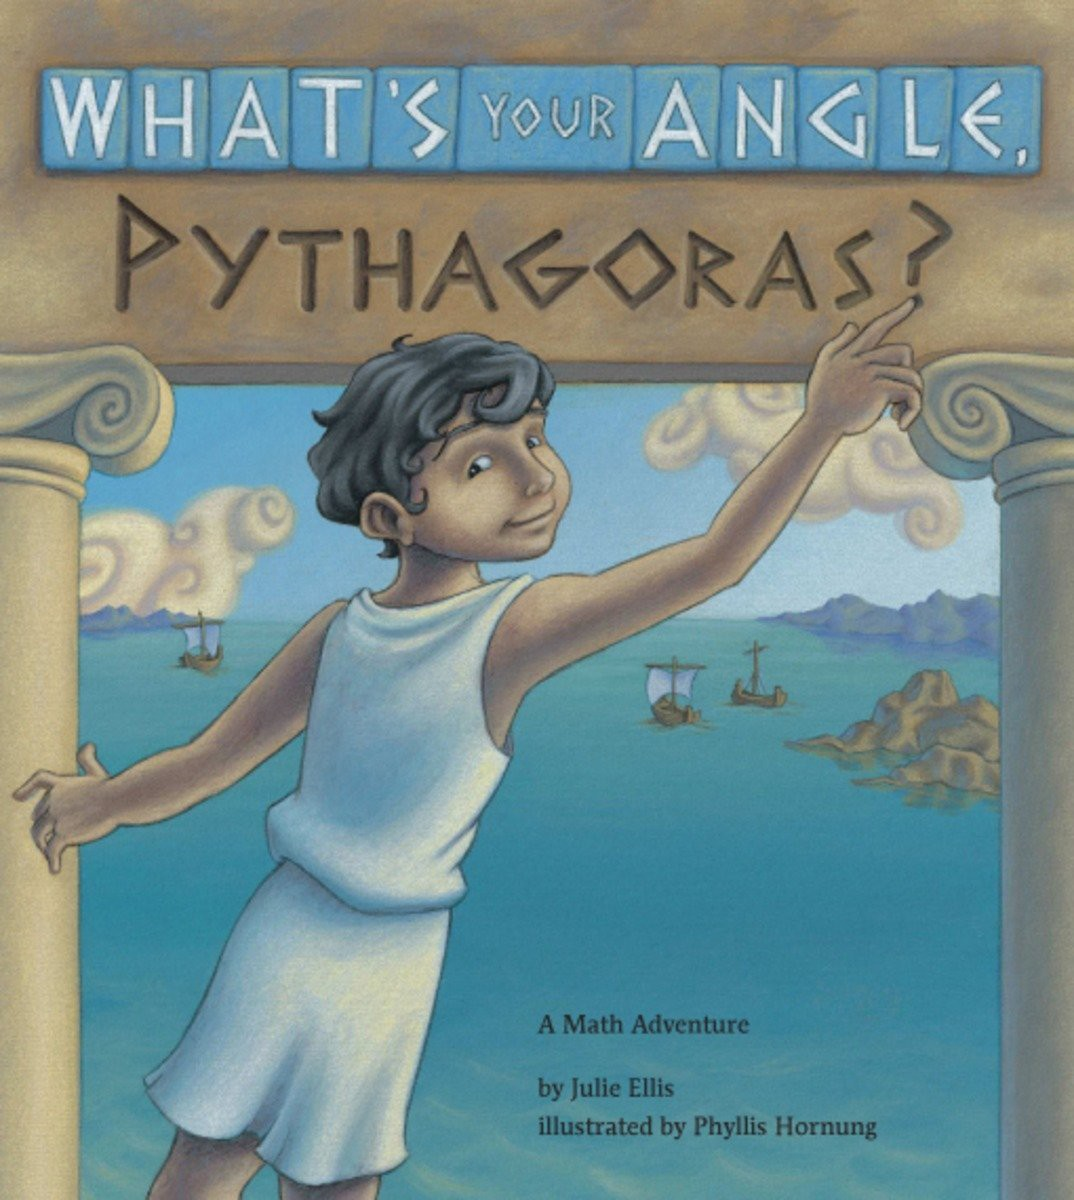 WHAT'S YOUR ANGLE,
PYTHAGORAS?
A Math Adventure
by Julie Ellis
illustrated by Phyllis Hornung